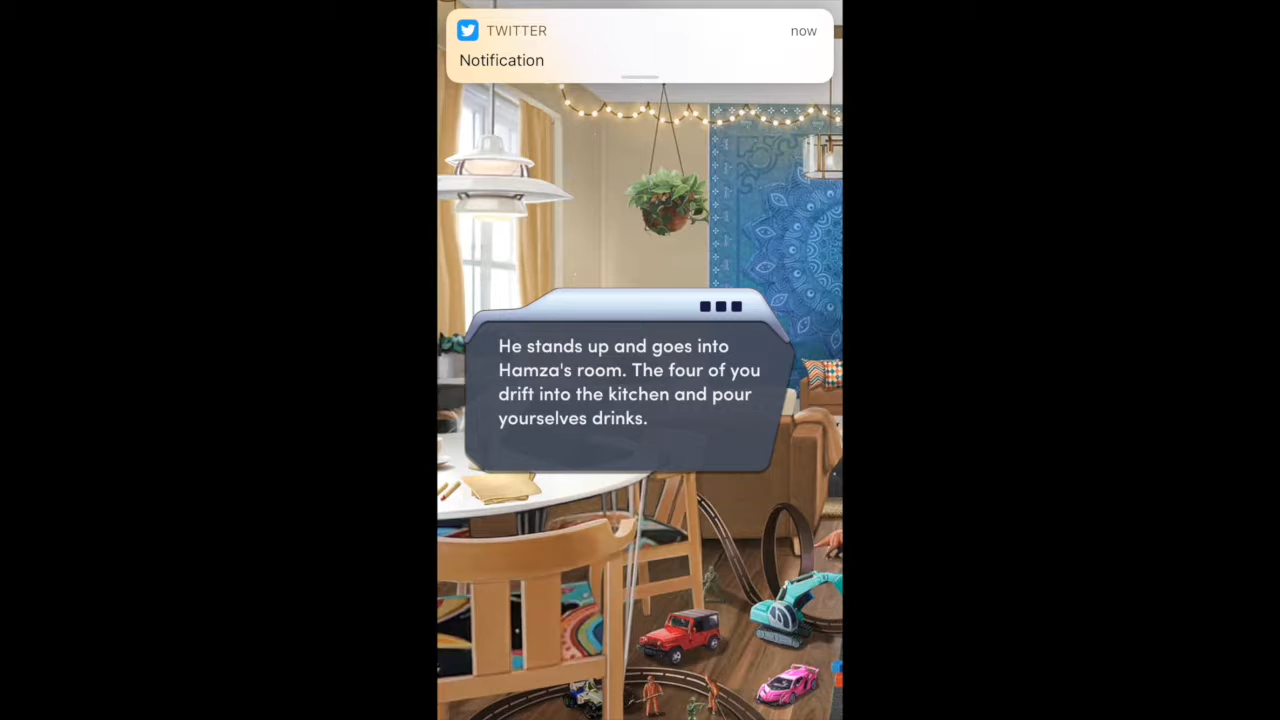 TWITTER
now
Notification
He stands up and goes into
Hamza's room. The four of you
drift into the kitchen and pour
yourselves drinks.